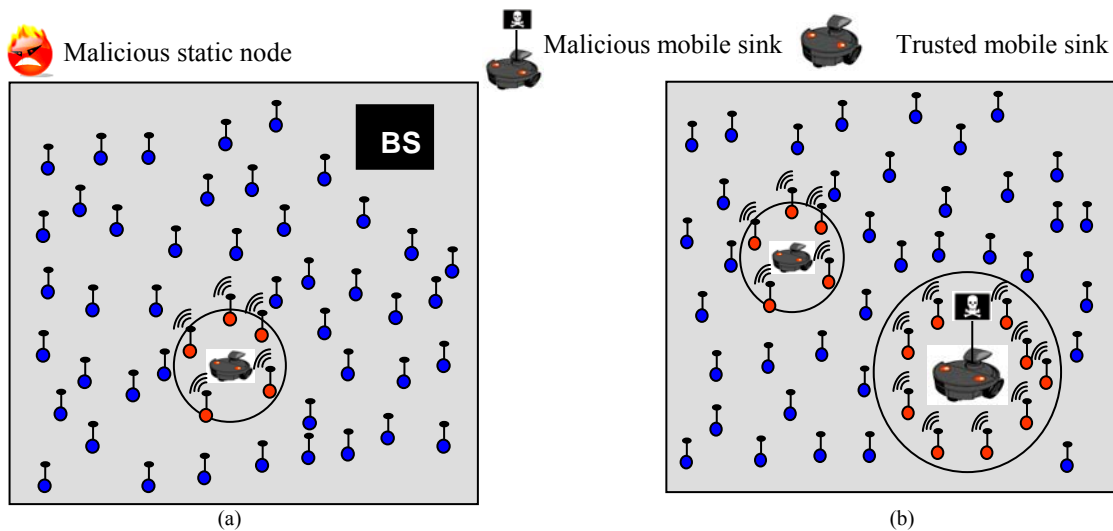 Malicious static node
Malicious mobile sink
Trusted mobile sink
BS
(a)
(b)